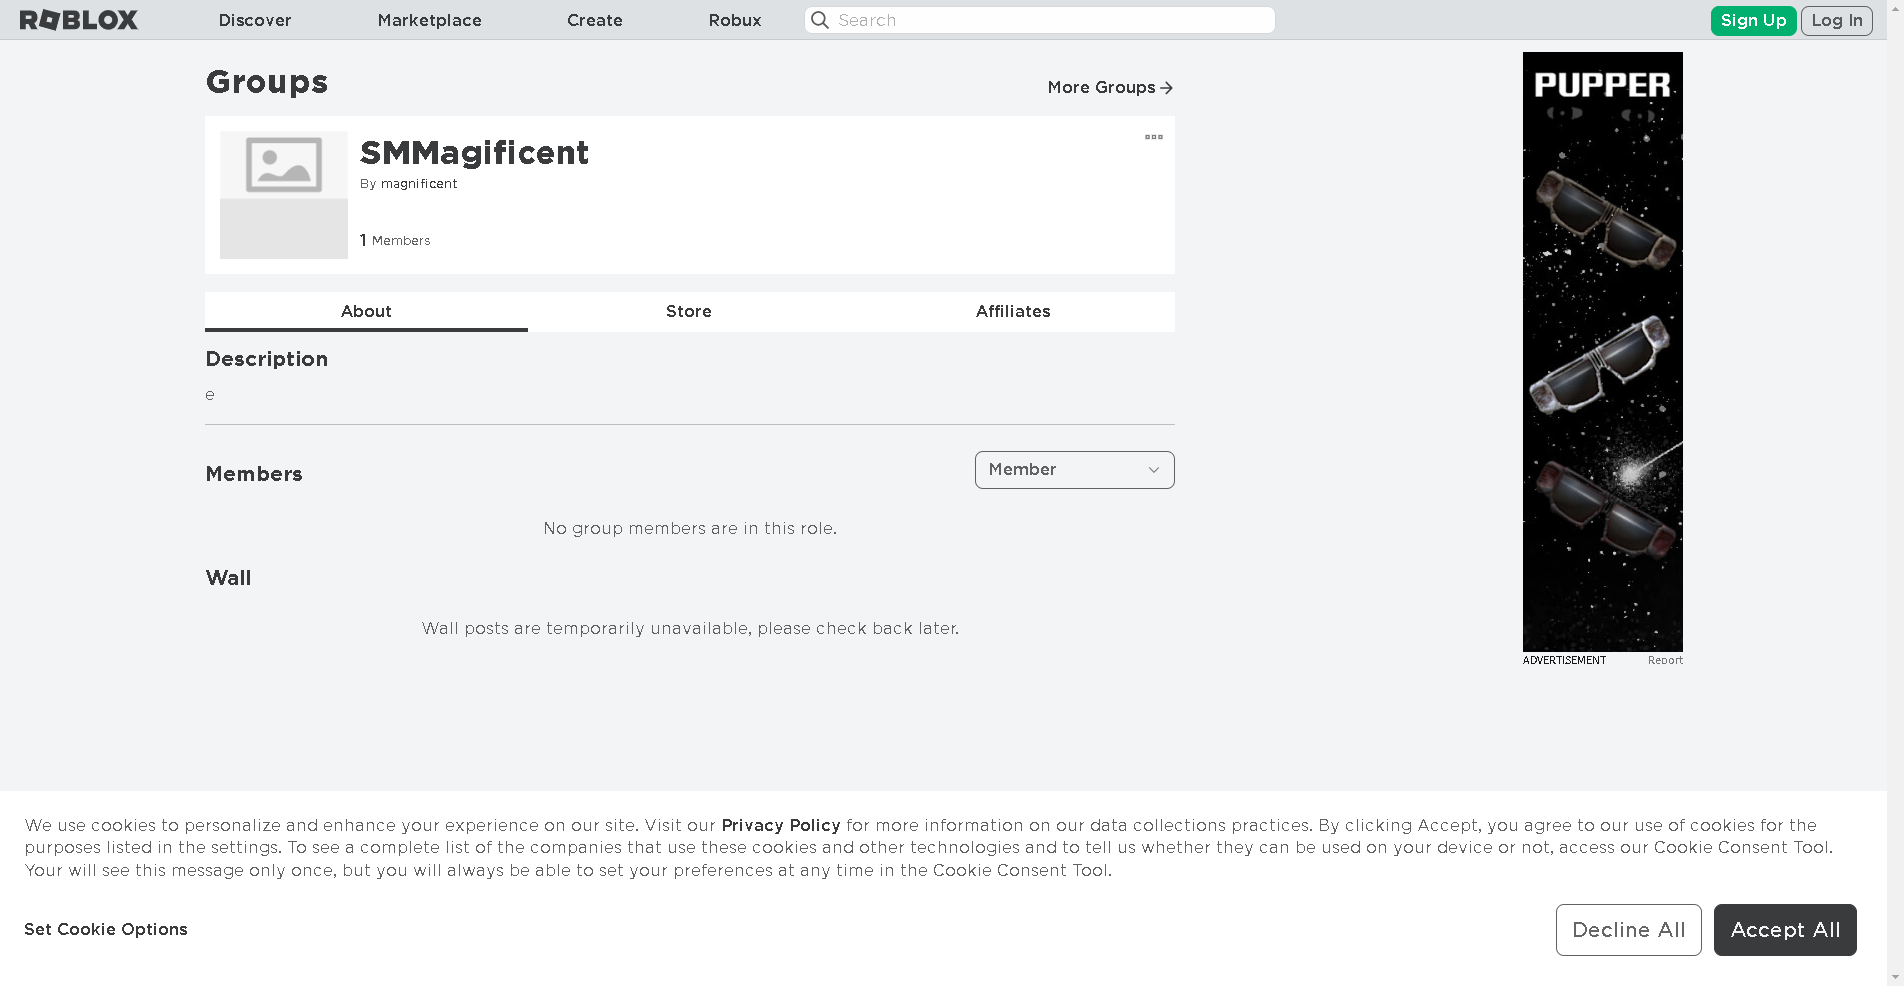 ROBLOX Discover Marketplace Create Robux Search Sign Up Log In
Groups
More Groups
SMMagificent
By magnificent
1 Members
About Store Affiliates
Description
e
Members
Member
No group members are in this role.
Wall
Wall posts are temporarily unavailable, please check back later.
PUPPER
ADVERTISEMENT Report
We use cookies to personalize and enhance your experience on our site. Visit our Privacy Policy for more information on our data collections practices. By clicking Accept, you agree to our use of cookies for the
purposes listed in the settings. To see a complete list of the companies that use these cookies and other technologies and to tell us whether they can be used on your device or not, access our Cookie Consent Tool.
Your will see this message only once, but you will always be able to set your preferences at any time in the Cookie Consent Tool.
Set Cookie Options
Decline All Accept All